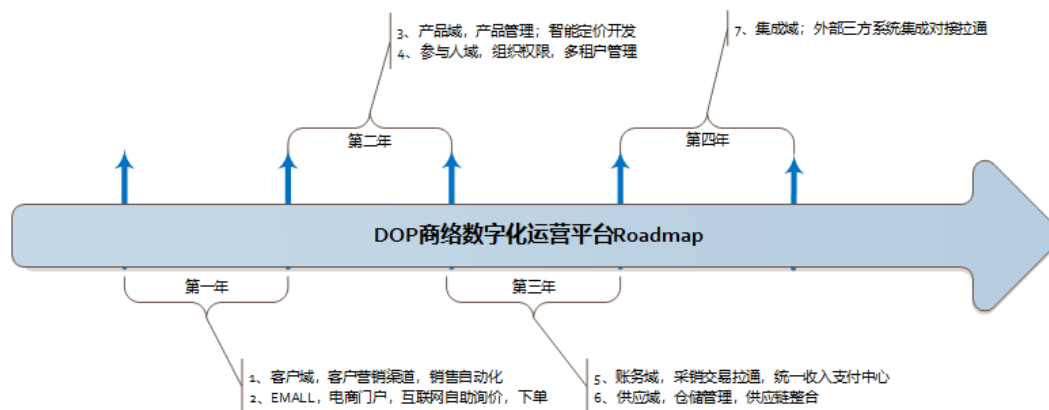 3、产品域，产品管理；智能定价开发
4、参与人域，组织权限，多租户管理
7、集成域；外部三方系统集成对接拉通
第二年
第四年
DOP商络数字化运营平台Roadmap
第一年
第三年
1、客户域，客户营销渠道，销售自动化
2、EMALL，电商门户，互联网自助询价，下单
5、账务域，采销交易拉通，统一收入支付中心
6、供应域，仓储管理，供应链整合